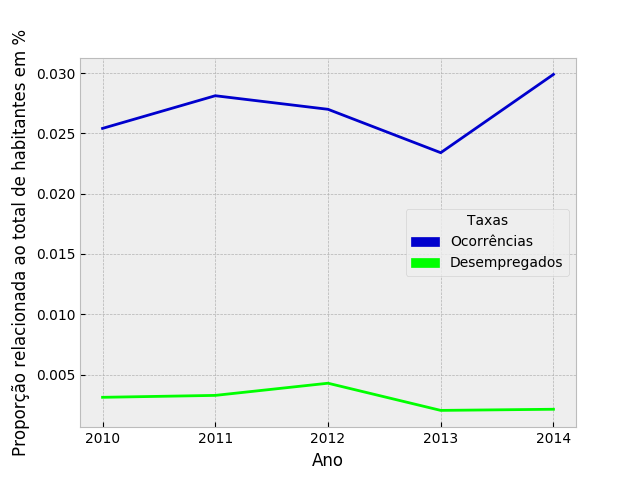 Proporção relacionada ao total de habitantes em %
0.030
0.025
0.020
0.015
0.010
0.005
Taxas
Ocorrências
Desempregados
2010 2011 2012 2013 2014
Ano